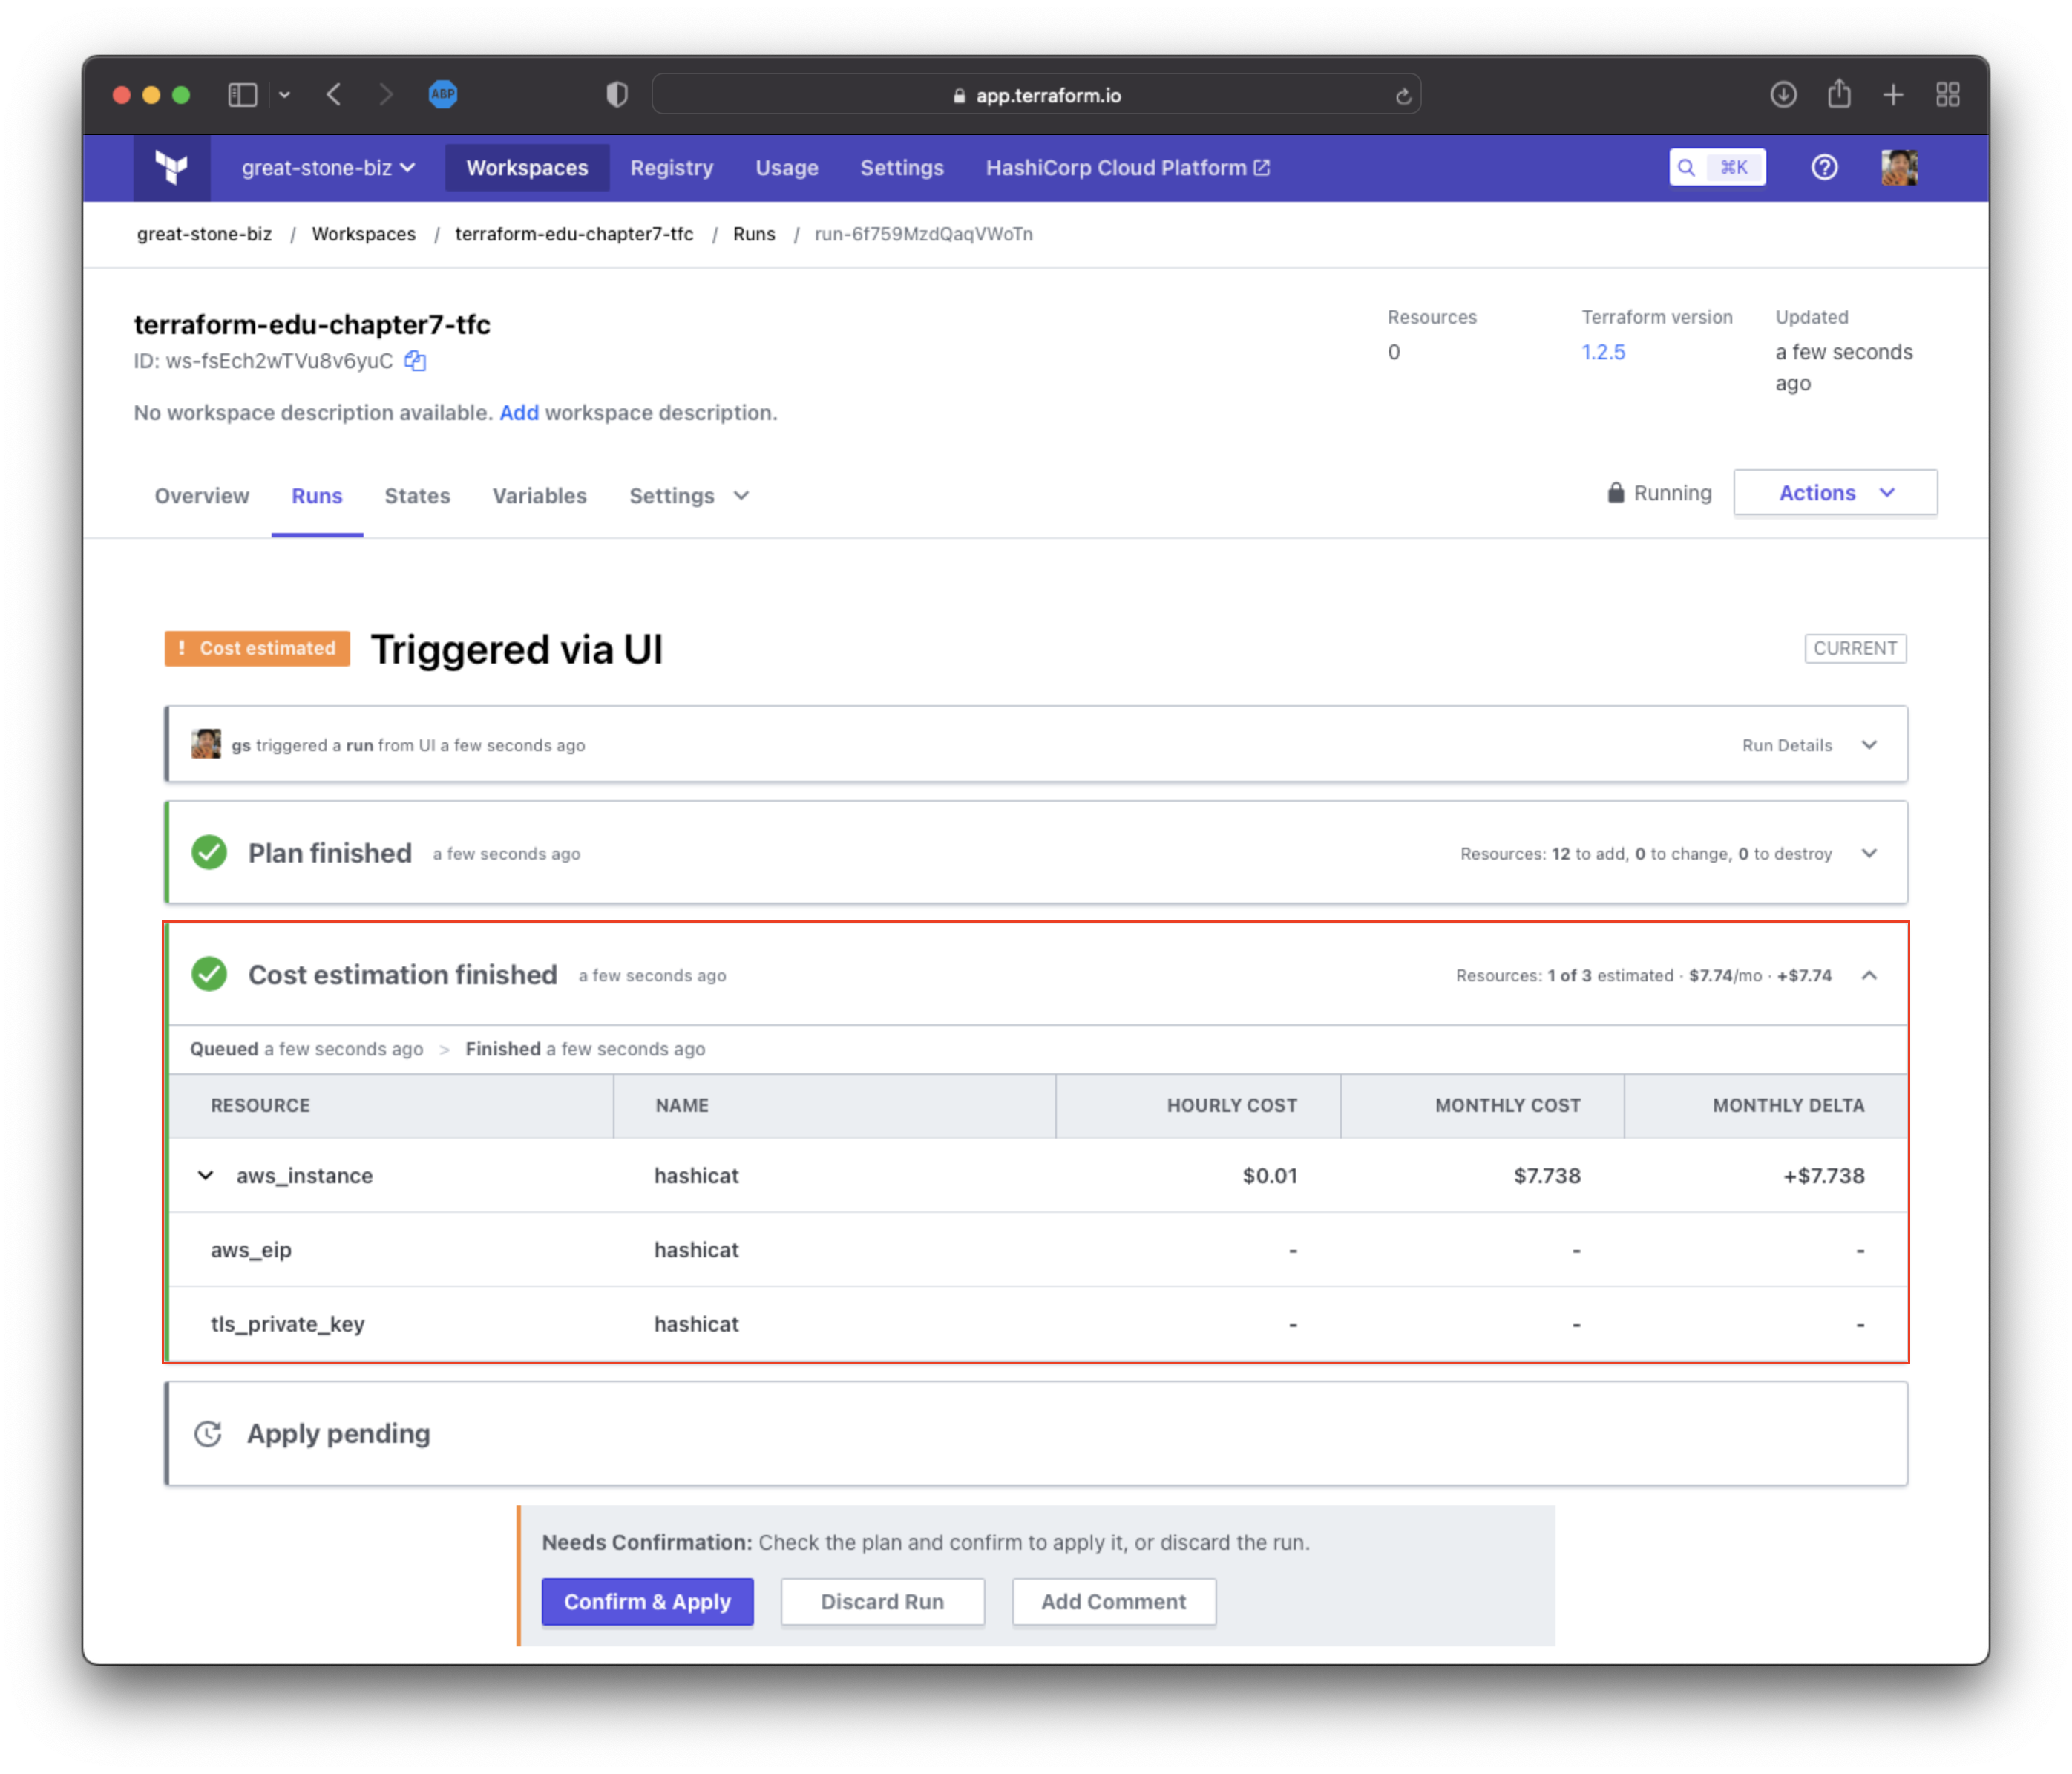 ABP
app.terraform.io
great-stone-biz Workspaces Registry Usage Settings HashiCorp Cloud Platform ⌘K
great-stone-biz / Workspaces / terraform-edu-chapter7-tfc / Runs / run-6f759MzdQaqVWoTn
terraform-edu-chapter7-tfc
ID: ws-fsEch2wTVu8v6yuC
No workspace description available. Add workspace description.
Resources
0
Terraform version
1.2.5
Updated
a few seconds
ago
Overview Runs States Variables Settings Running Actions
! Cost estimated Triggered via UI CURRENT
gs triggered a run from UI a few seconds ago Run Details
Plan finished a few seconds ago Resources: 12 to add, 0 to change, 0 to destroy
Cost estimation finished a few seconds ago Resources: 1 of 3 estimated · $7.74/mo · +$7.74
Queued a few seconds ago > Finished a few seconds ago
RESOURCE NAME HOURLY COST MONTHLY COST MONTHLY DELTA
aws_instance hashicat $0.01 $7.738 +$7.738
aws_eip hashicat - - -
tls_private_key hashicat - - -
Apply pending
Needs Confirmation: Check the plan and confirm to apply it, or discard the run.
Confirm & Apply Discard Run Add Comment